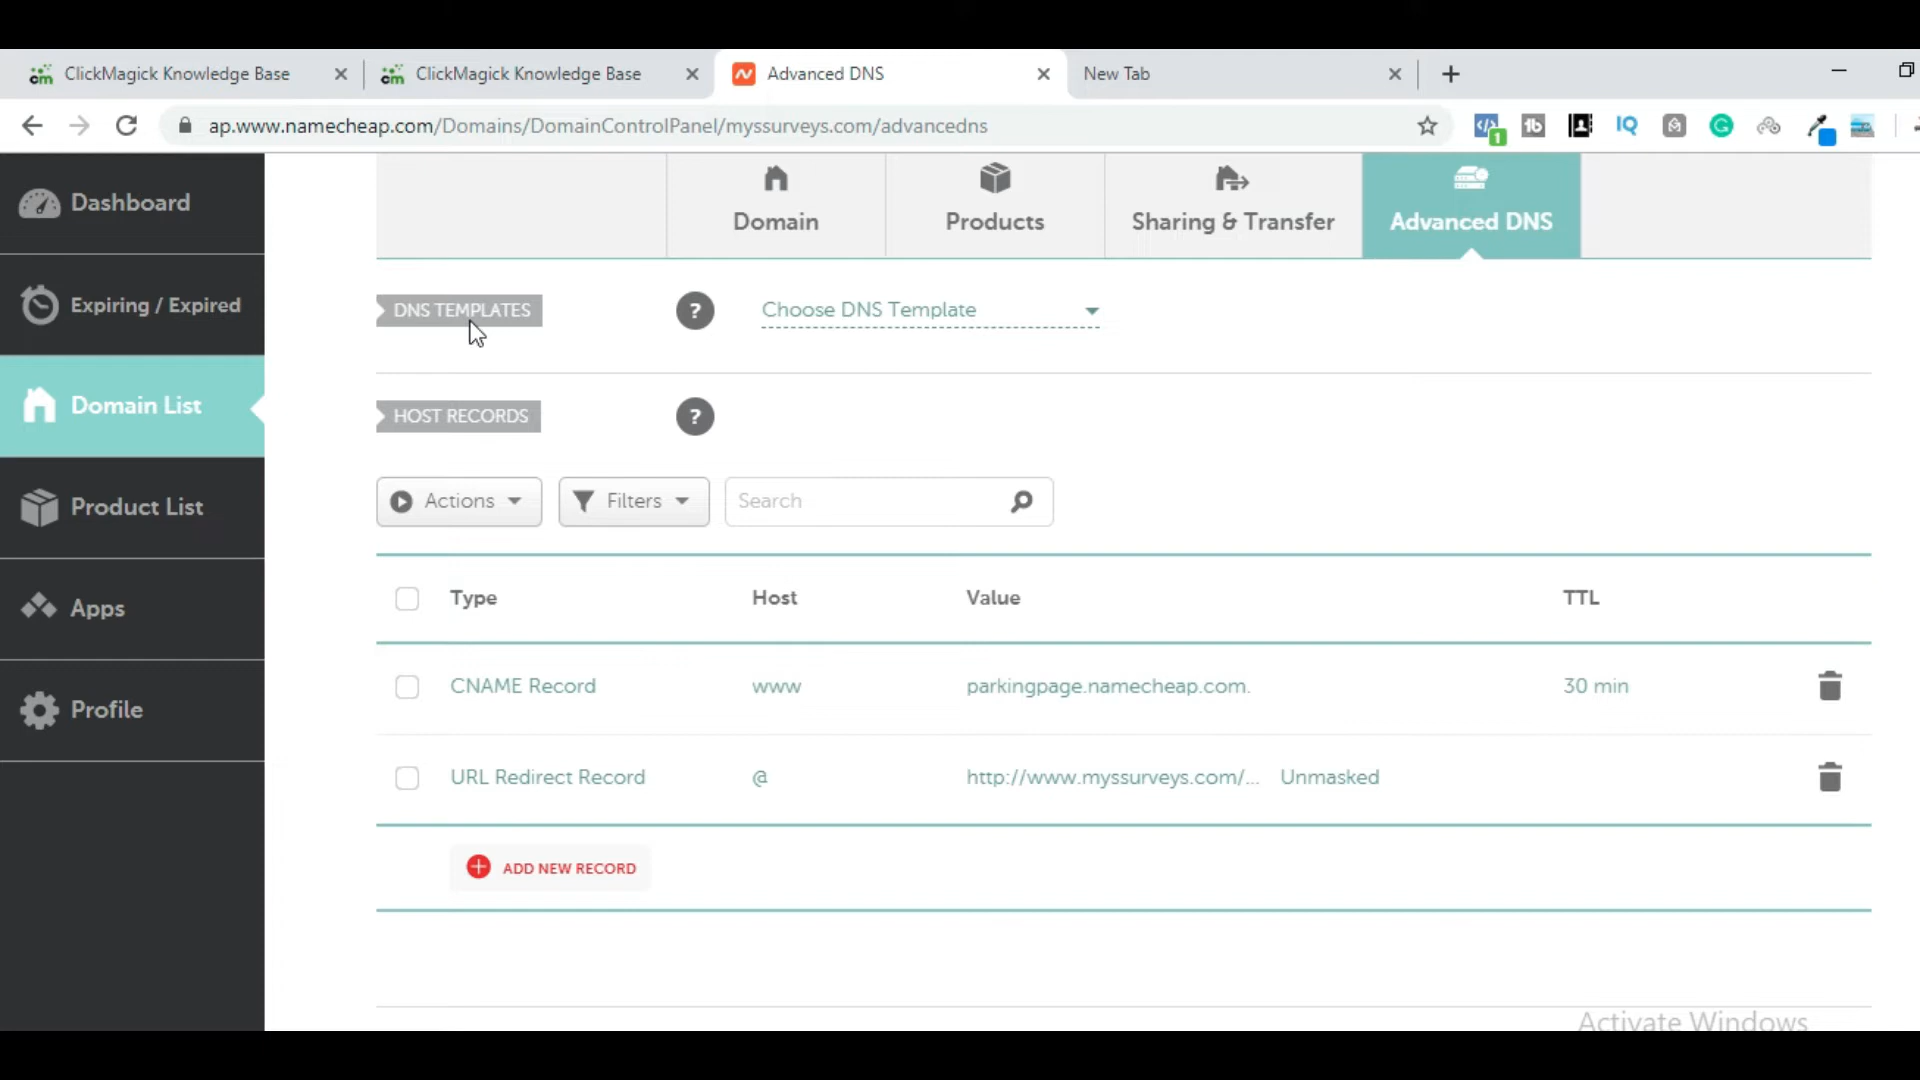 ClickMagick Knowledge Base
ClickMagick Knowledge Base
Advanced DNS
New Tab
ap.www.namecheap.com/Domains/DomainControlPanel/myssurveys.com/advancedns
1
1b
IQ
G
Dashboard
Expiring / Expired
Domain List
Product List
Apps
Profile
Domain
Products
Sharing & Transfer
Advanced DNS
DNS TEMPLATES
?
Choose DNS Template
HOST RECORDS
?
Actions
Filters
Search
Type Host Value TTL
CNAME Record www parkingpage.namecheap.com. 30 min
URL Redirect Record @ http://www.myssurveys.com/... Unmasked
ADD NEW RECORD
Activate Windows